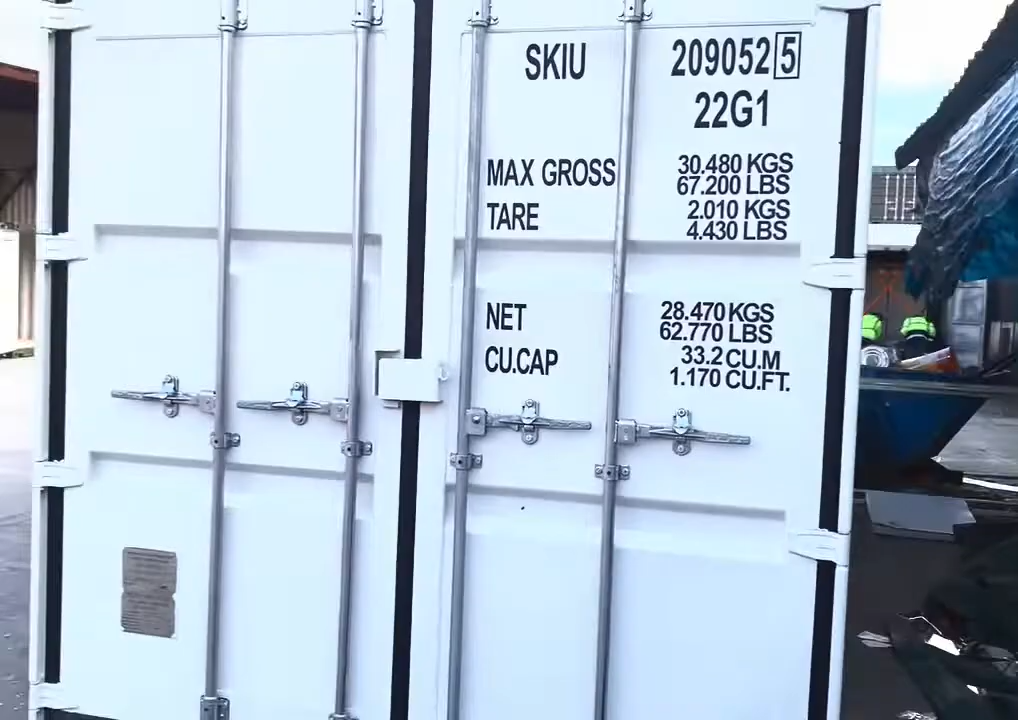 SKIU 209052 5
22G1
MAX GROSS 30.480 KGS
67.200 LBS
TARE 2.010 KGS
4.430 LBS
NET 28.470 KGS
62.770 LBS
CU.CAP 33.2 CU.M
1.170 CU.FT.